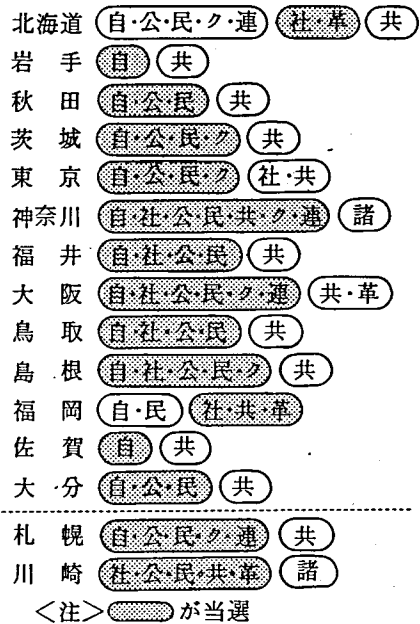 北海道 自・公・民・ク・連 社・革 共
岩手 自 共
秋田 自・公・民 共
茨城 自・公・民・ク 共
東京 自・公・民・ク 社・共
神奈川 自・社・公・民・共・ク・連 諸
福井 自・社・公・民 共
大阪 自・社・公・民・ク・連 共・革
鳥取 自・社・公・民 共
島根 自・社・公・民・ク 共
福岡 自・民 社・共・革
佐賀 自 共
大分 自・公・民 共
札幌 自・公・民・ク・連 共
川崎 社・公・民・共・革 諸
<注> が当選